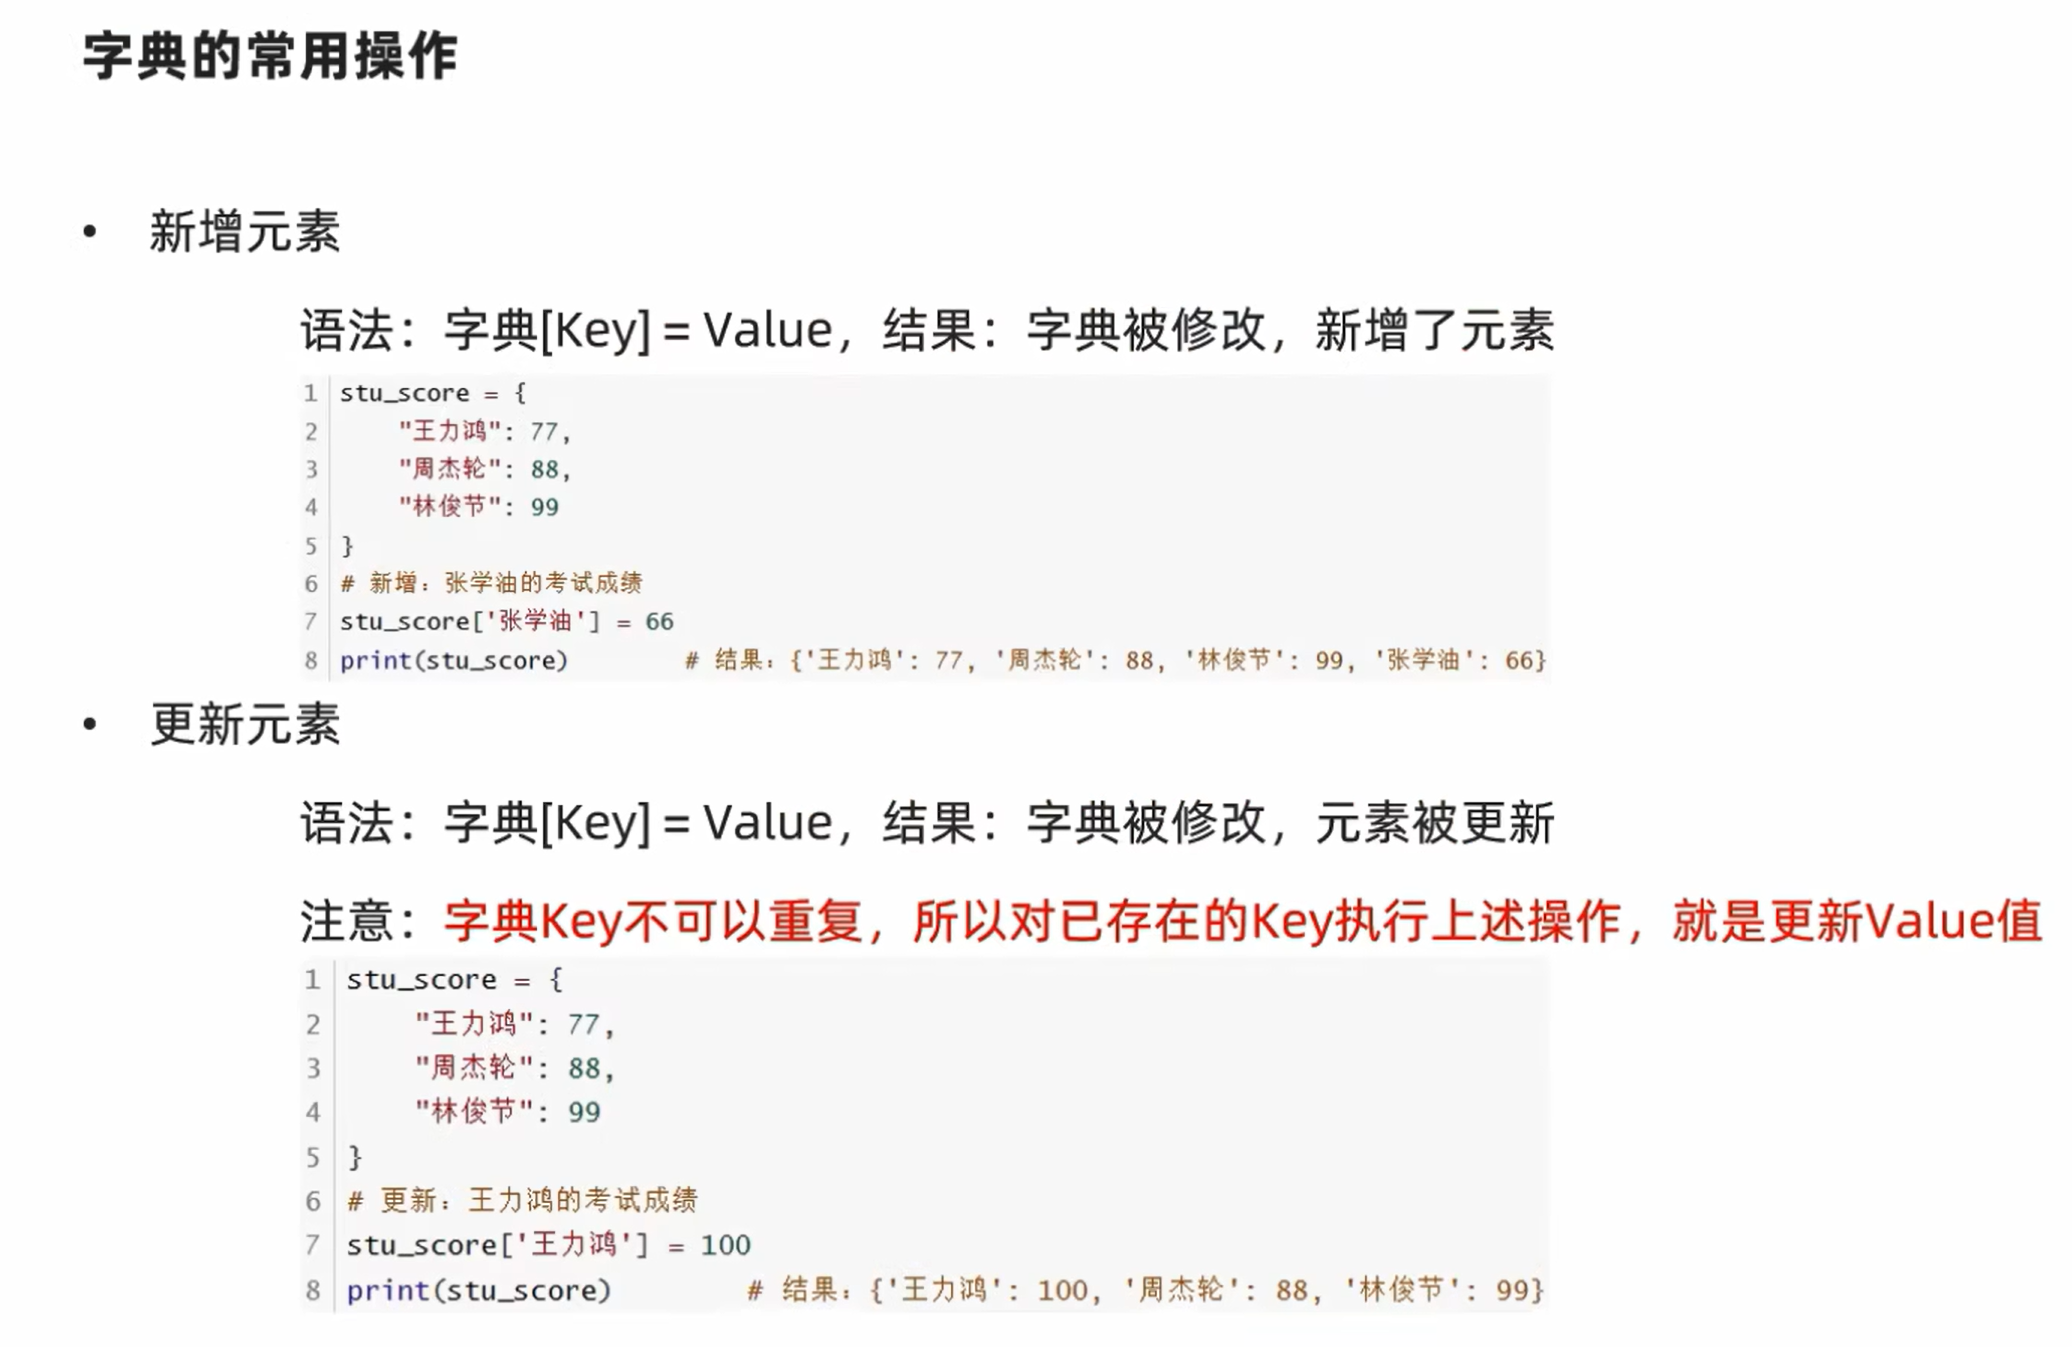 字典的常用操作
• 新增元素
语法：字典[Key] = Value，结果：字典被修改，新增了元素
1 stu_score = {
2     "王力鸿": 77,
3     "周杰轮": 88,
4     "林俊节": 99
5 }
6 # 新增：张学油的考试成绩
7 stu_score['张学油'] = 66
8 print(stu_score)        # 结果：{'王力鸿': 77, '周杰轮': 88, '林俊节': 99, '张学油': 66}
• 更新元素
语法：字典[Key] = Value，结果：字典被修改，元素被更新
注意：字典Key不可以重复，所以对已存在的Key执行上述操作，就是更新Value值
1 stu_score = {
2     "王力鸿": 77,
3     "周杰轮": 88,
4     "林俊节": 99
5 }
6 # 更新：王力鸿的考试成绩
7 stu_score['王力鸿'] = 100
8 print(stu_score)         # 结果：{'王力鸿': 100, '周杰轮': 88, '林俊节': 99}